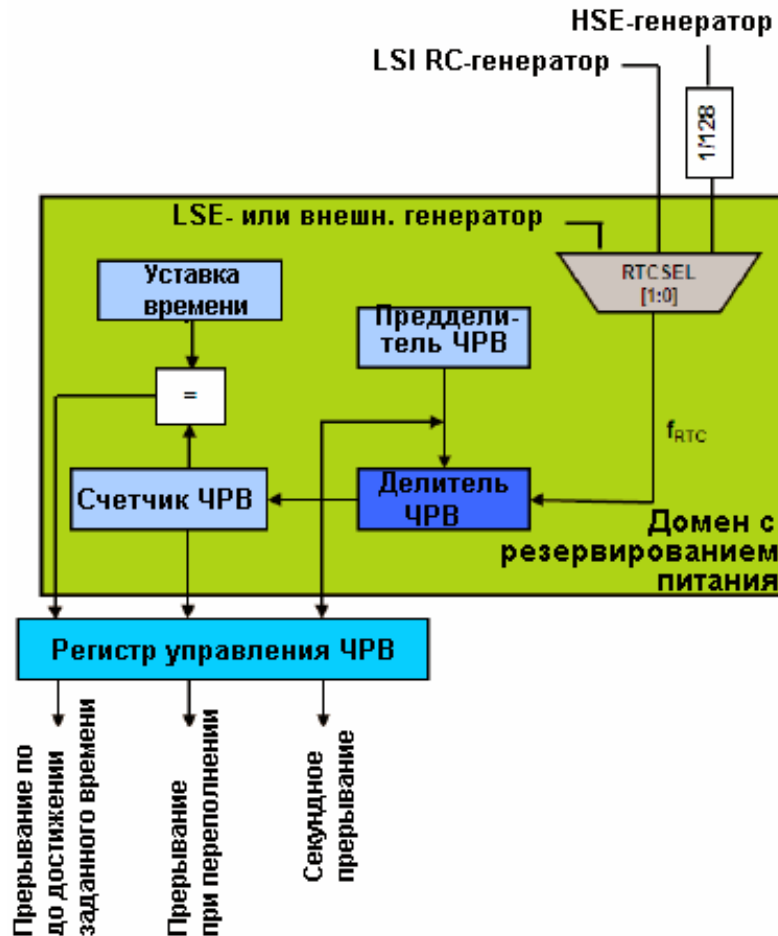 HSE-генератор
LSI RC-генератор
1/128
LSE- или внешн. генератор
RTCSEL
[1:0]
Уставка
времени
Предделитель ЧРВ
=
fRTC
Счетчик ЧРВ
Делитель
ЧРВ
Домен с
резервированием
питания
Регистр управления ЧРВ
Прерывание по
до достижении
заданного времени
Прерывание
при переполнении
Секундное
прерывание